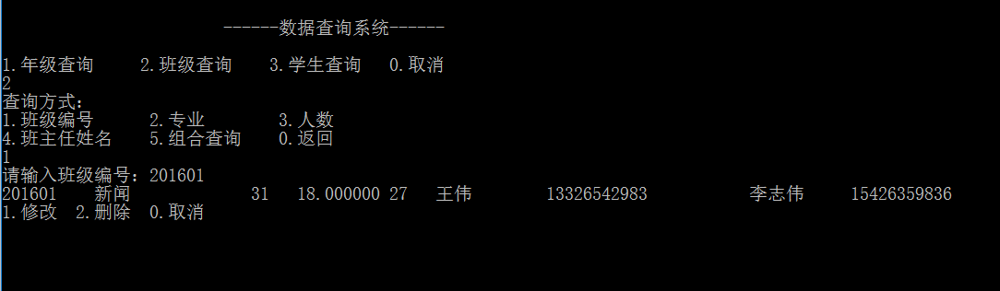 ------数据查询系统------
1.年级查询 2.班级查询 3.学生查询 0.取消
2
查询方式:
1.班级编号 2.专业 3.人数
4.班主任姓名 5.组合查询 0.返回
1
请输入班级编号: 201601
201601 新闻 31 18.000000 27 王伟 13326542983 李志伟 15426359836
1.修改 2.删除 0.取消